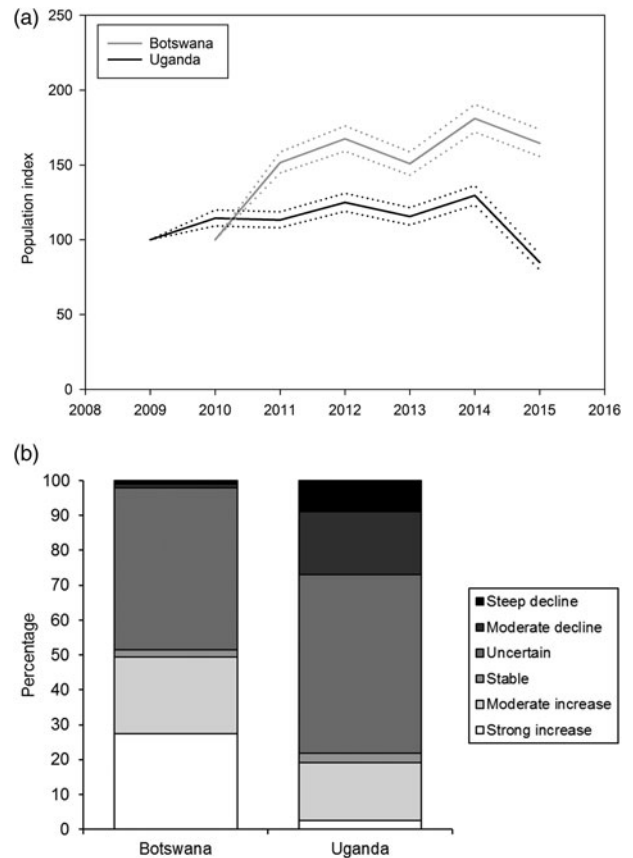 (a)
250
200
150
100
50
0
Population index
Botswana
Uganda
2008 2009 2010 2011 2012 2013 2014 2015 2016
(b)
100
90
80
70
60
50
40
30
20
10
0
Percentage
Botswana Uganda
Steep decline
Moderate decline
Uncertain
Stable
Moderate increase
Strong increase